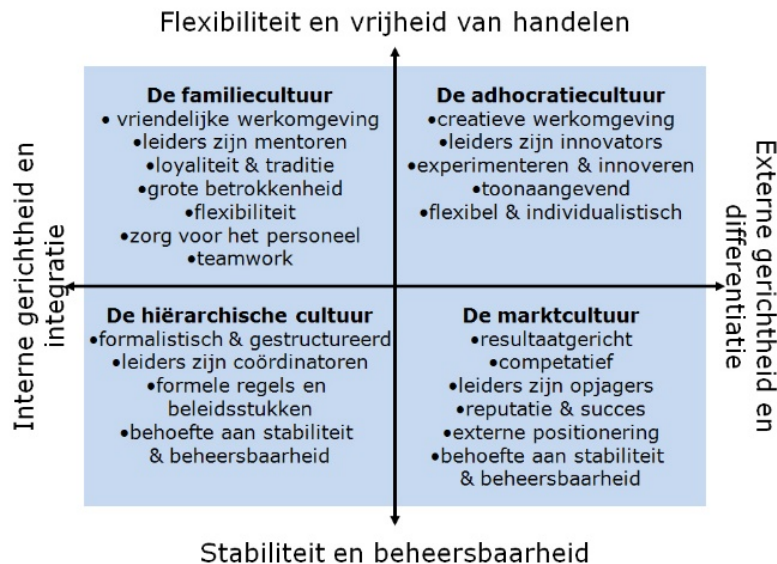 Flexibiliteit en vrijheid van handelen
Interne gerichtheid en
integratie
De familiecultuur
• vriendelijke werkomgeving
•leiders zijn mentoren
•loyaliteit & traditie
•grote betrokkenheid
•flexibiliteit
•zorg voor het personeel
•teamwork
De adhocratiecultuur
•creatieve werkomgeving
•leiders zijn innovators
•experimenteren & innoveren
•toonaangevend
•flexibel & individualistisch
Externe gerichtheid en
differentiatie
De hiërarchische cultuur
•formalistisch & gestructureerd
•leiders zijn coördinatoren
•formele regels en
beleidsstukken
•behoefte aan stabiliteit
& beheersbaarheid
De marktcultuur
•resultaatgericht
•competatief
•leiders zijn opjagers
•reputatie & succes
•externe positionering
•behoefte aan stabiliteit
& beheersbaarheid
Stabiliteit en beheersbaarheid